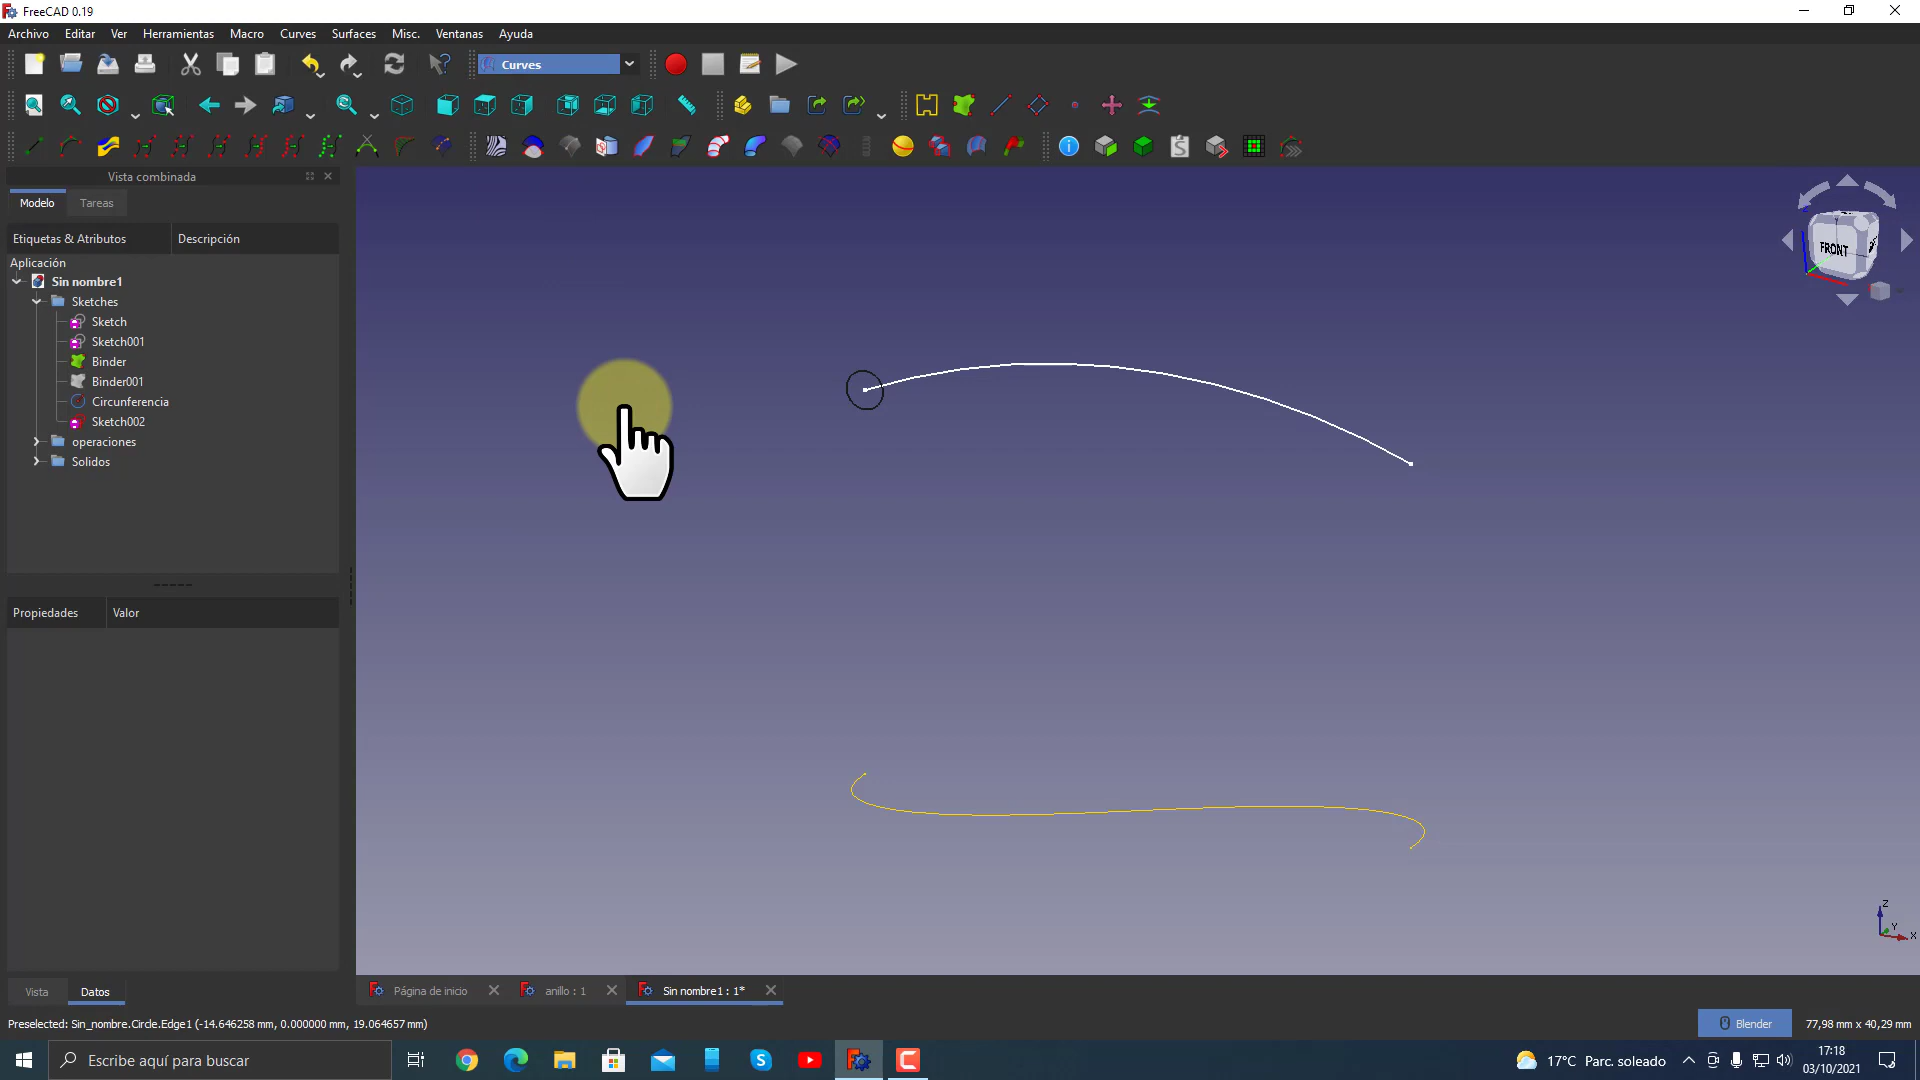 FreeCAD 0.19
Archivo Editar Ver Herramientas Macro Curves Surfaces Misc. Ventanas Ayuda
Curves
Vista combinada
Modelo Tareas
Etiquetas & Atributos Descripción
Aplicación
Sin nombre1
Sketches
Sketch
Sketch001
Binder
Binder001
Circunferencia
Sketch002
operaciones
Solidos
Propiedades Valor
FRONT
Z
Y
X
Vista Datos
Página de inicio anillo : 1 Sin nombre1 : 1*
Preselected: Sin_nombre.Circle.Edge1 (-14.646258 mm, 0.000000 mm, 19.064657 mm)
Blender 77,98 mm x 40,29 mm
Escribe aquí para buscar
17°C Parc. soleado
17:18
03/10/2021